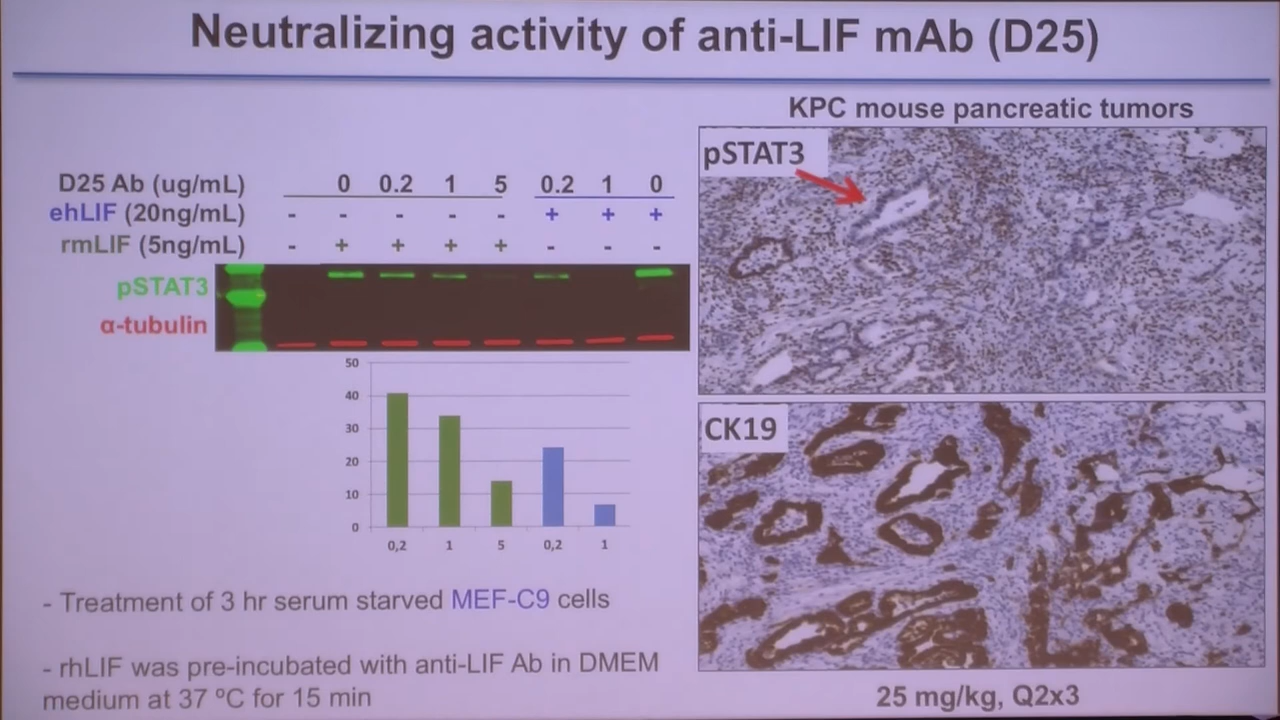 Neutralizing activity of anti-LIF mAb (D25)
KPC mouse pancreatic tumors
D25 Ab (ug/mL) 0 0.2 1 5 0.2 1 0
ehLIF (20ng/mL) - - - - - + + +
rmLIF (5ng/mL) - + + + + - - -
pSTAT3
α-tubulin
50
40
30
20
10
0
0,2 1 5 0,2 1
- Treatment of 3 hr serum starved MEF-C9 cells
- rhLIF was pre-incubated with anti-LIF Ab in DMEM
medium at 37 ºC for 15 min
pSTAT3
CK19
25 mg/kg, Q2x3